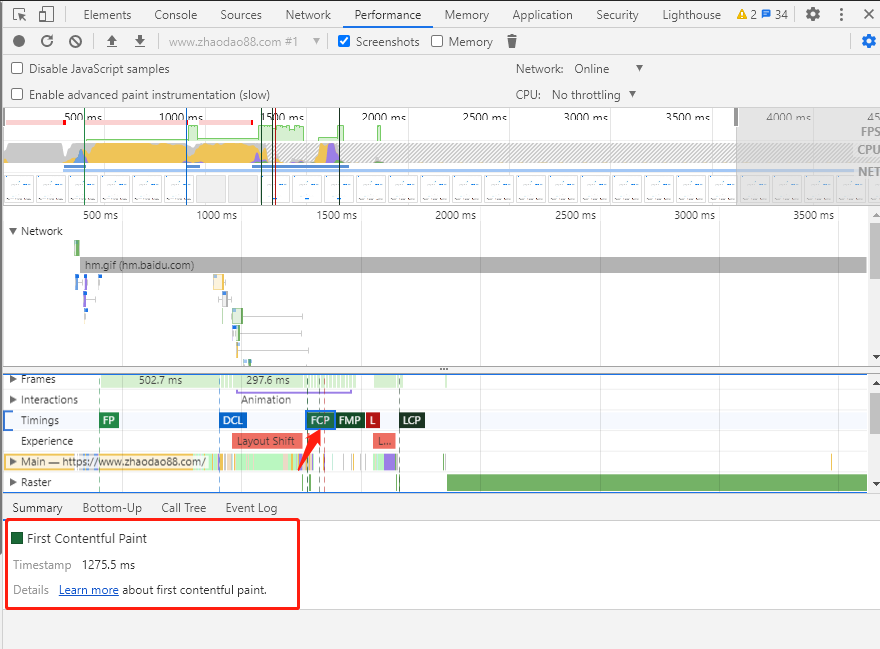 Elements Console Sources Network Performance Memory Application Security Lighthouse 2 34
www.zhaodao88.com #1 Screenshots Memory
Disable JavaScript samples Network: Online
Enable advanced paint instrumentation (slow) CPU: No throttling
500 ms 1000 ms 1500 ms 2000 ms 2500 ms 3000 ms 3500 ms 4000 ms 45
FPS
CPU
NET
500 ms 1000 ms 1500 ms 2000 ms 2500 ms 3000 ms 3500 ms
Network
hm.gif (hm.baidu.com)
Frames 502.7 ms 297.6 ms
Interactions Animation
Timings FP DCL FCP FMP L LCP
Experience Layout Shift L...
Main — https://www.zhaodao88.com/
Raster
Summary Bottom-Up Call Tree Event Log
First Contentful Paint
Timestamp 1275.5 ms
Details Learn more about first contentful paint.